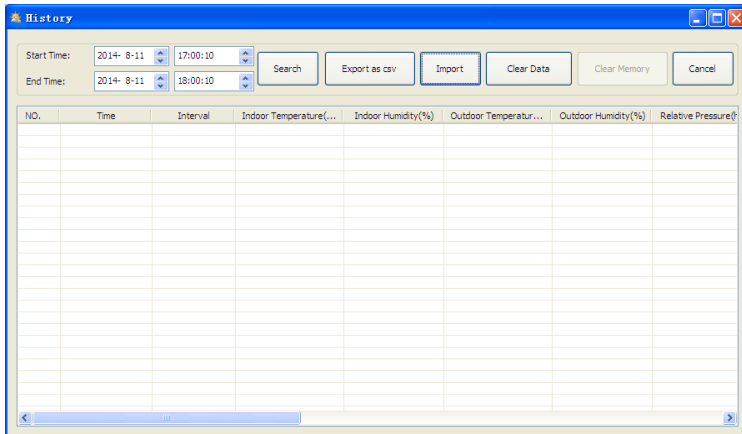 History
Start Time: 2014- 8-11 17:00:10
End Time: 2014- 8-11 18:00:10
Search Export as csv Import Clear Data Clear Memory Cancel
NO. Time Interval Indoor Temperature(... Indoor Humidity(%) Outdoor Temperatur... Outdoor Humidity(%) Relative Pressure(h